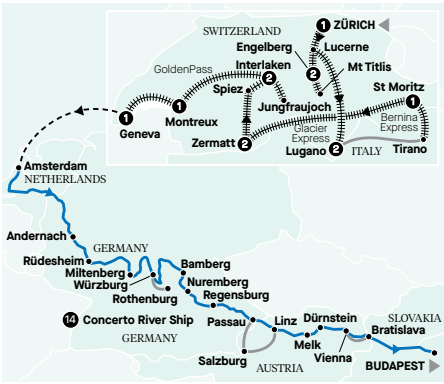 1 ZÜRICH
SWITZERLAND
Engelberg
Lucerne
Interlaken
2
Mt Titlis
GoldenPass
2
Spiez
St Moritz
Jungfraujoch
1
1
1
Bernina
Express
Geneva
Montreux
Glacier
Express
Zermatt 2
Lugano 2
ITALY
Tirano
Amsterdam
NETHERLANDS
Andernach
GERMANY
Rüdesheim
Bamberg
Miltenberg
Würzburg
Nuremberg
Rothenburg
Regensburg
14 Concerto River Ship
Passau
Linz
Dürnstein
SLOVAKIA
Bratislava
GERMANY
Melk
Vienna
Salzburg
AUSTRIA
BUDAPEST